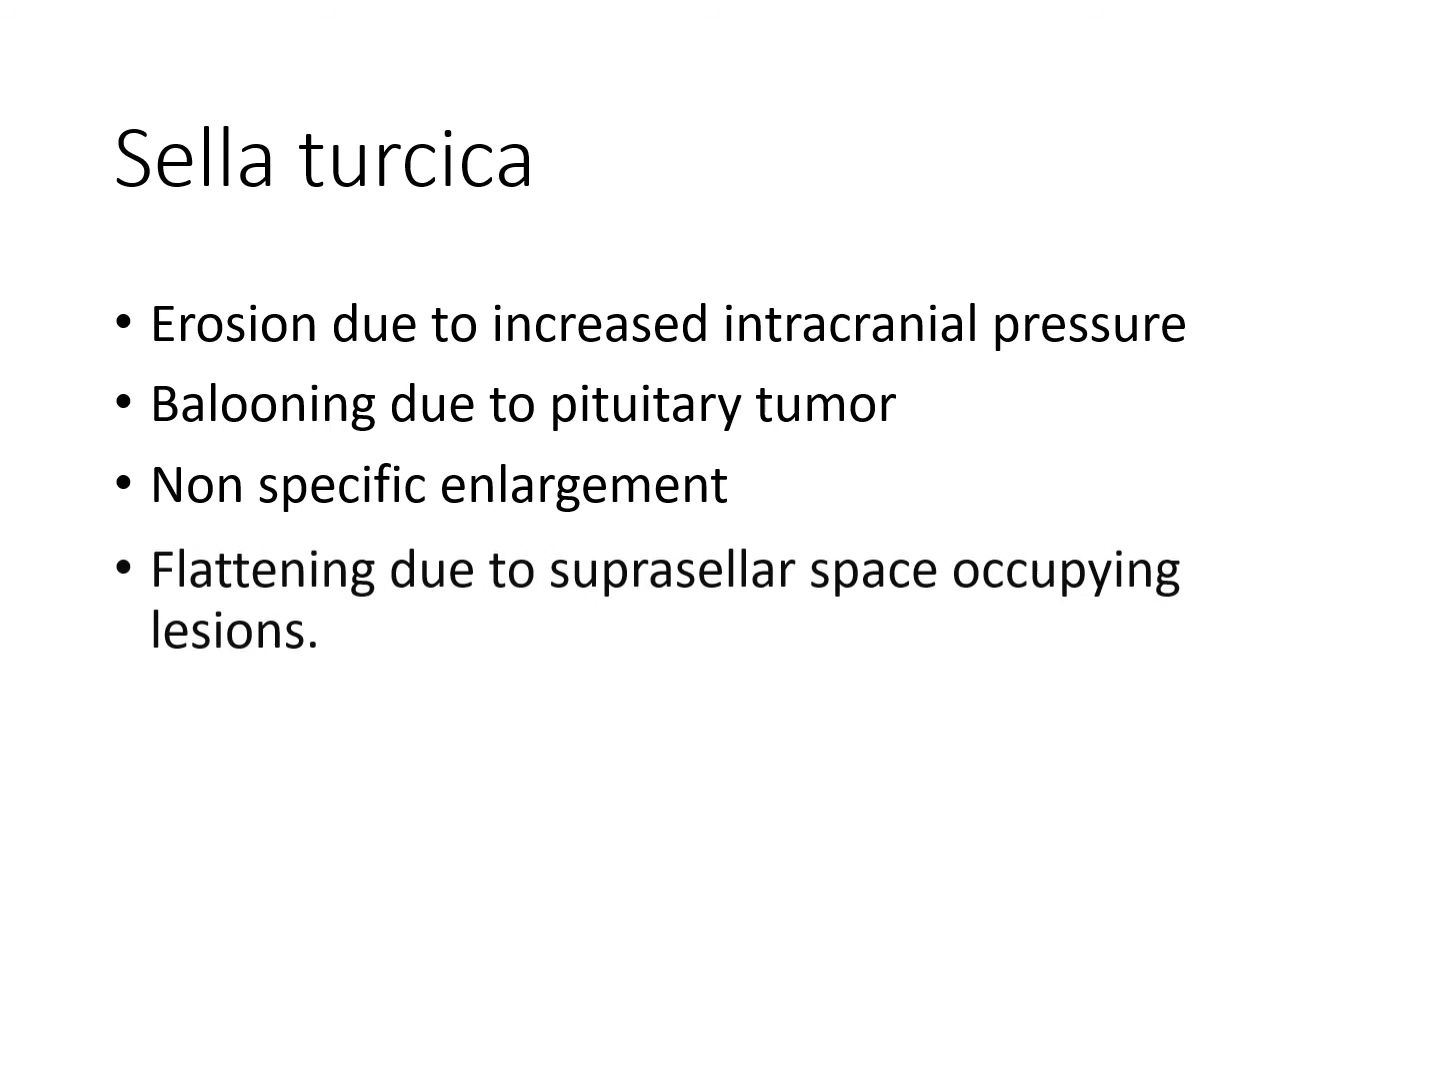 Sella turcica
• Erosion due to increased intracranial pressure
• Balooning due to pituitary tumor
• Non specific enlargement
• Flattening due to suprasellar space occupying
lesions.